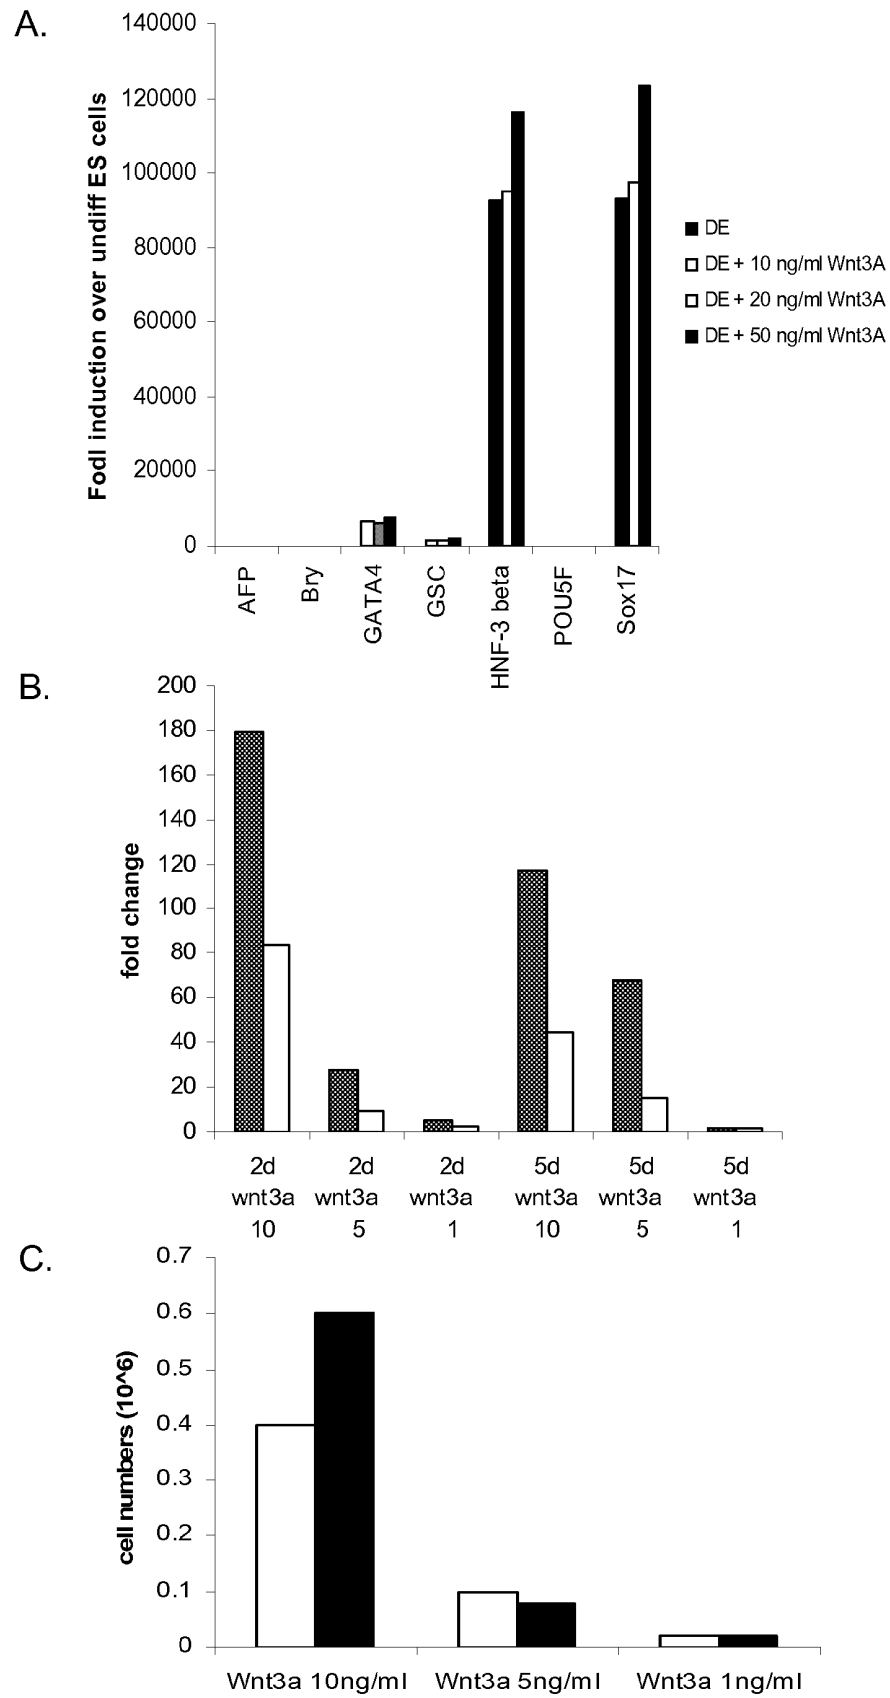 A.
Fodl induction over undiff ES cells
140000
120000
100000
80000
60000
40000
20000
0
AFP
Bry
GATA4
GSC
HNF-3 beta
POU5F
Sox17
DE
DE + 10 ng/ml Wnt3A
DE + 20 ng/ml Wnt3A
DE + 50 ng/ml Wnt3A
B.
fold change
200
180
160
140
120
100
80
60
40
20
0
2d 2d 2d 5d 5d 5d
wnt3a wnt3a wnt3a wnt3a wnt3a wnt3a
10 5 1 10 5 1
C.
cell numbers (10^6)
0.7
0.6
0.5
0.4
0.3
0.2
0.1
0
Wnt3a 10ng/ml Wnt3a 5ng/ml Wnt3a 1ng/ml